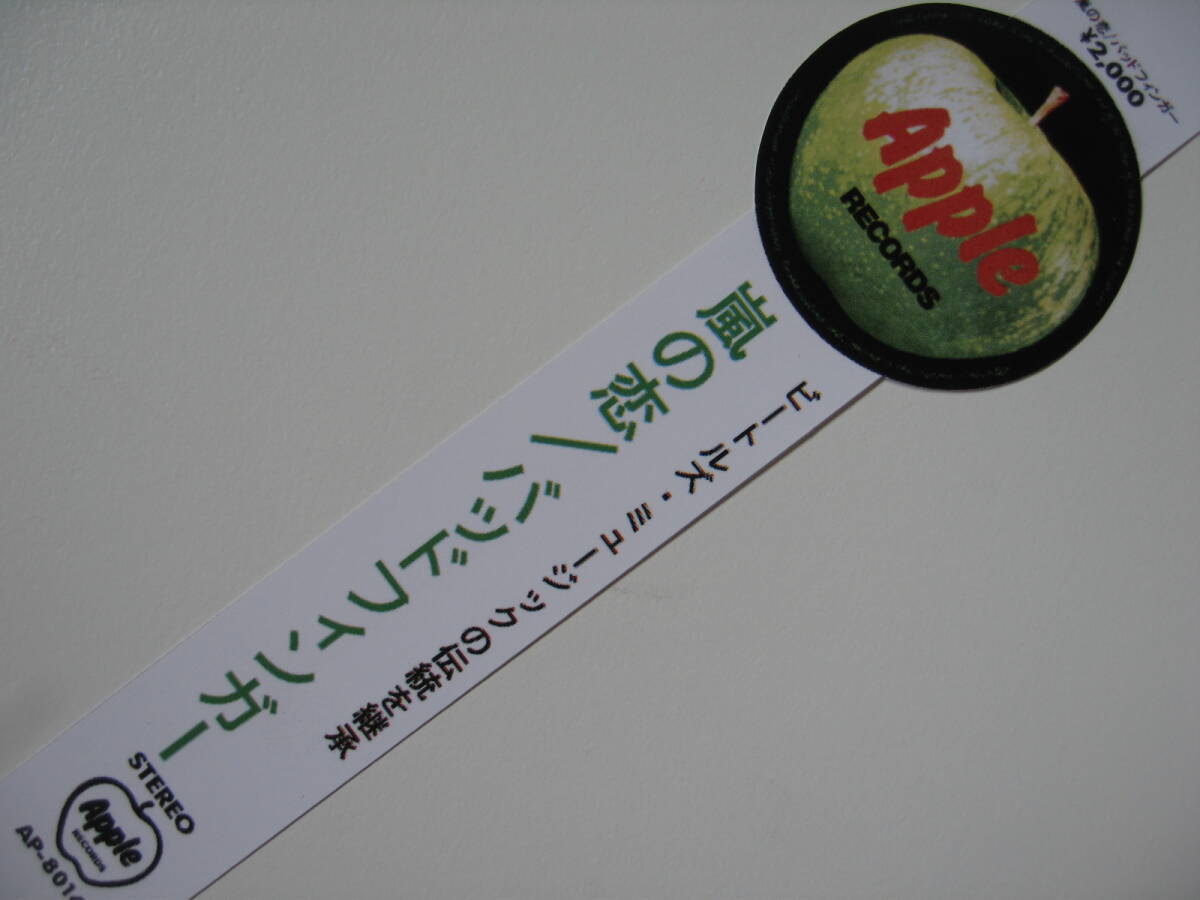 嵐の恋/バッドフィンガー
¥2,000
Apple
RECORDS
ビートルズ・ミュージックの伝統を継承
嵐の恋/バッドフィンガー
STEREO
Apple
RECORDS